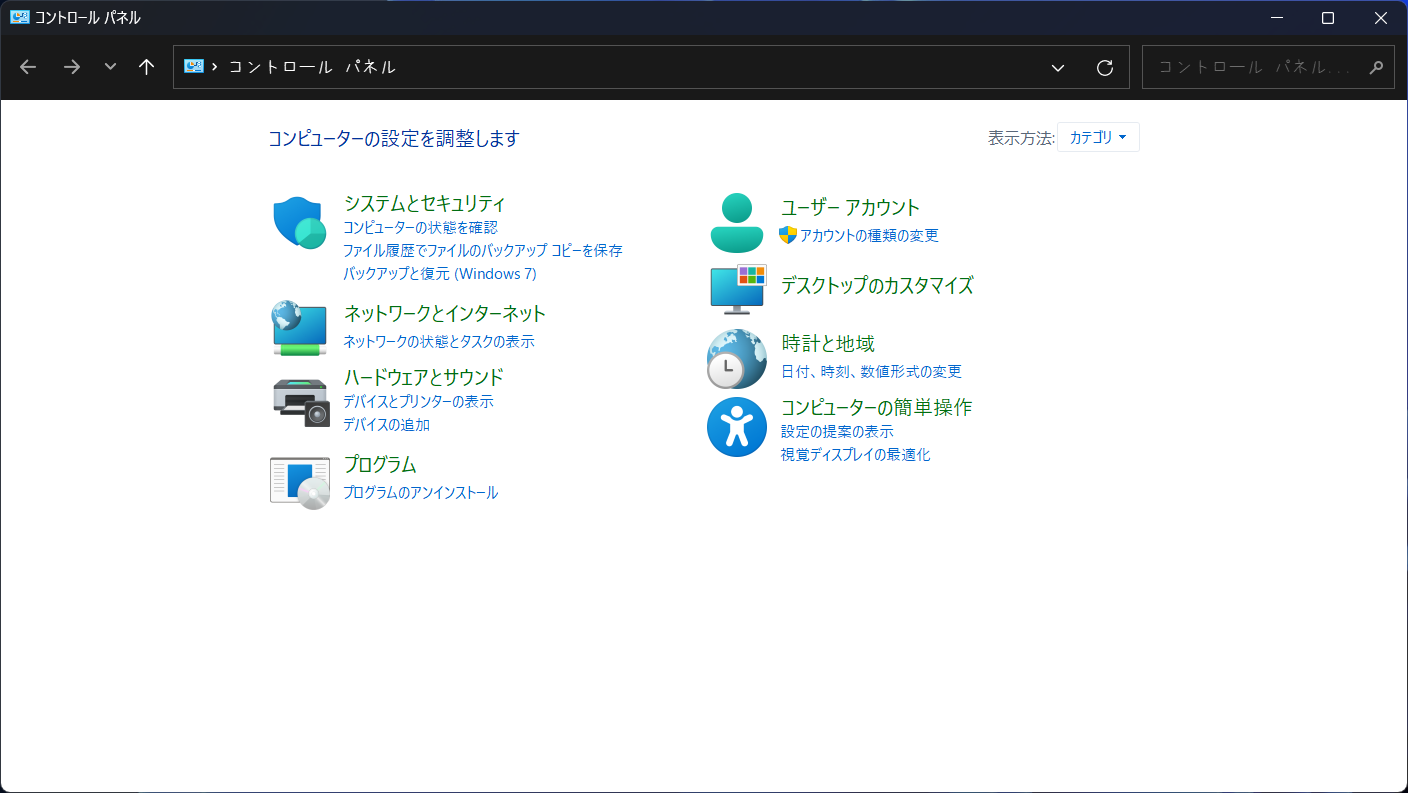 コントロール パネル
コントロール パネル
コントロール パネル...
コンピューターの設定を調整します
表示方法: カテゴリ
システムとセキュリティ
コンピューターの状態を確認
ファイル履歴でファイルのバックアップ コピーを保存
バックアップと復元 (Windows 7)
ネットワークとインターネット
ネットワークの状態とタスクの表示
ハードウェアとサウンド
デバイスとプリンターの表示
デバイスの追加
プログラム
プログラムのアンインストール
ユーザー アカウント
アカウントの種類の変更
デスクトップのカスタマイズ
時計と地域
日付、時刻、数値形式の変更
コンピューターの簡単操作
設定の提案の表示
視覚ディスプレイの最適化